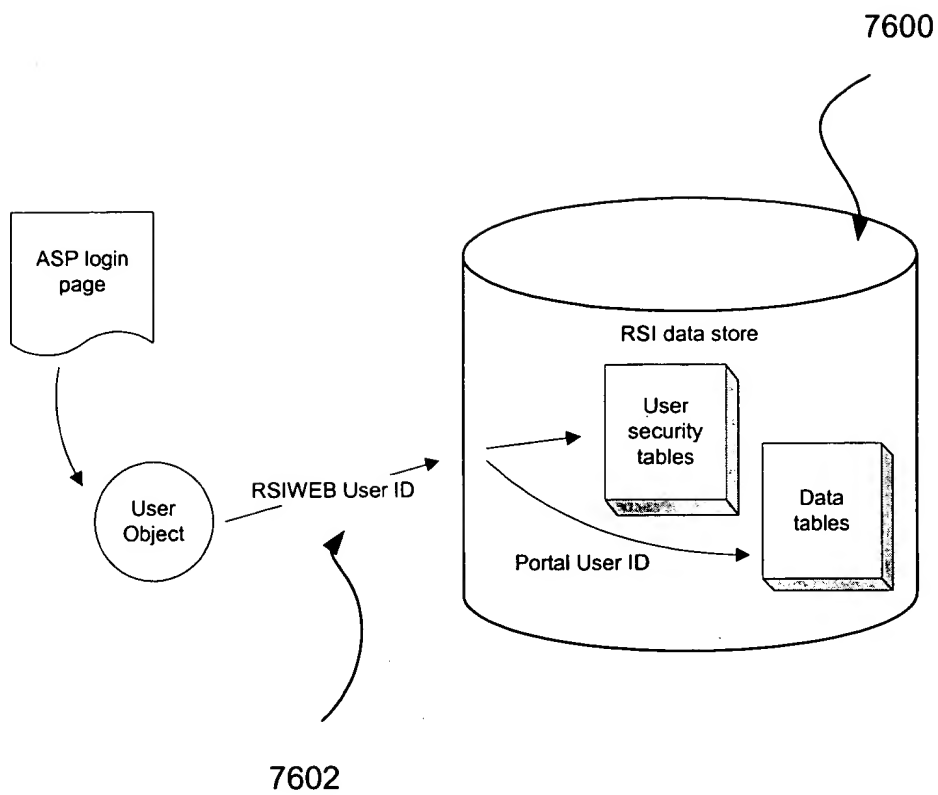 7600
ASP login
page
RSI data store
User
security
tables
RSIWEB User ID
User
Object
Data
tables
Portal User ID
7602